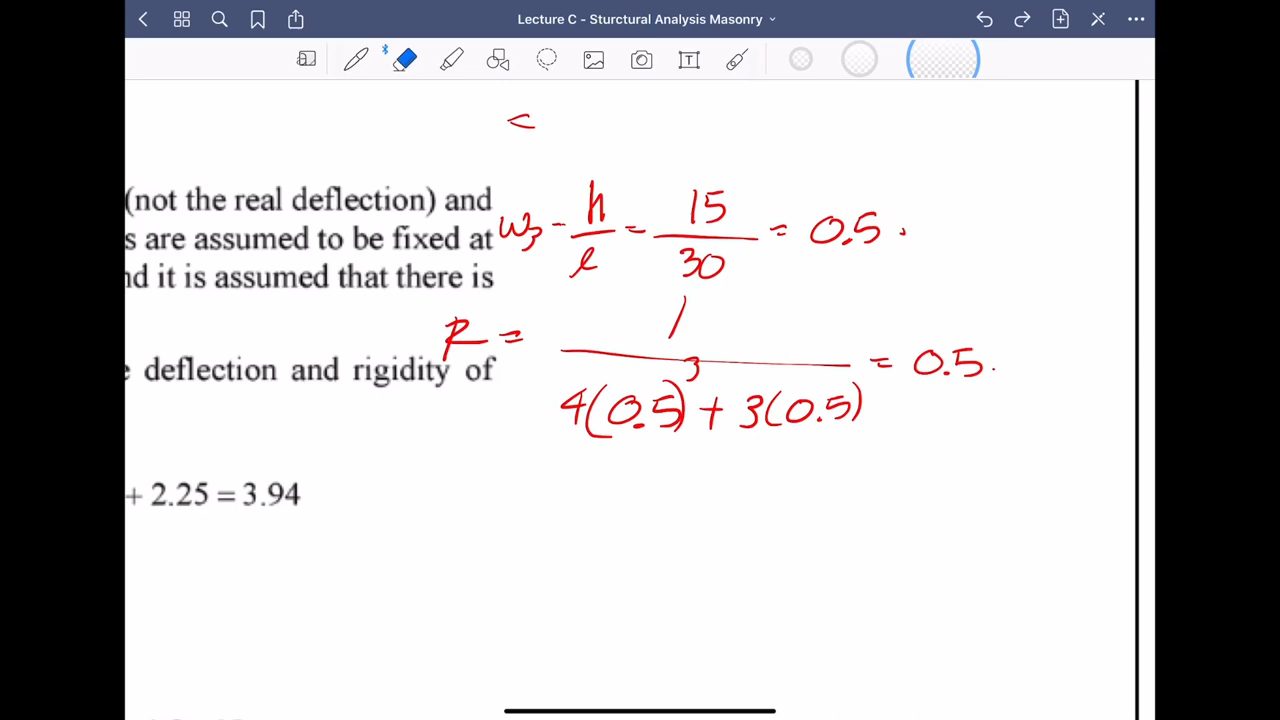 Lecture C - Sturctural Analysis Masonry
<
(not the real deflection) and
s are assumed to be fixed at
nd it is assumed that there is
W3 - h/l = 15/30 = 0.5.
R = 1/(4(0.5)^3 + 3(0.5)) = 0.5.
e deflection and rigidity of
+ 2.25 = 3.94